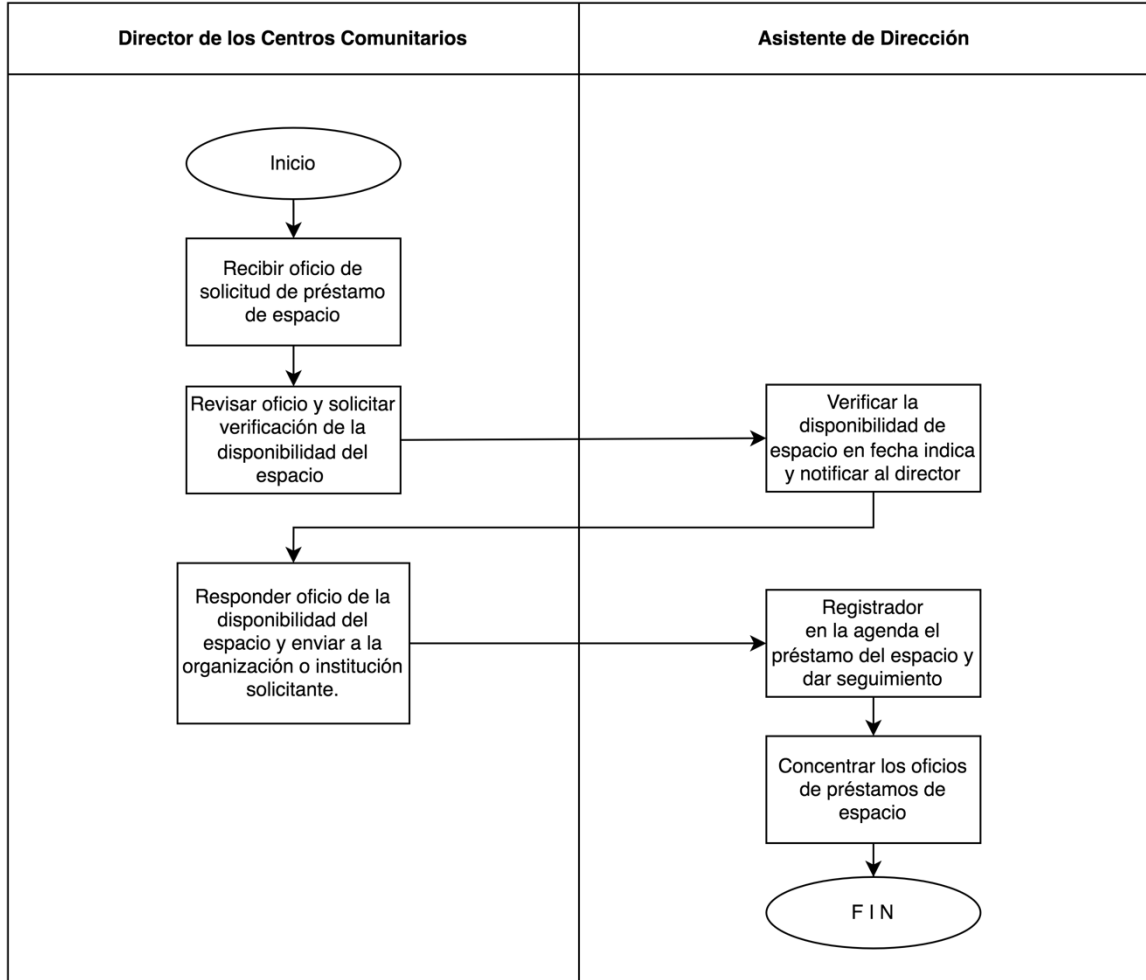 Director de los Centros Comunitarios
Asistente de Dirección
Inicio
Recibir oficio de
solicitud de préstamo
de espacio
Revisar oficio y solicitar
verificación de la
disponibilidad del
espacio
Verificar la
disponibilidad de
espacio en fecha indica
y notificar al director
Responder oficio de la
disponibilidad del
espacio y enviar a la
organización o institución
solicitante.
Registrador
en la agenda el
préstamo del espacio y
dar seguimiento
Concentrar los oficios
de préstamos de
espacio
F I N